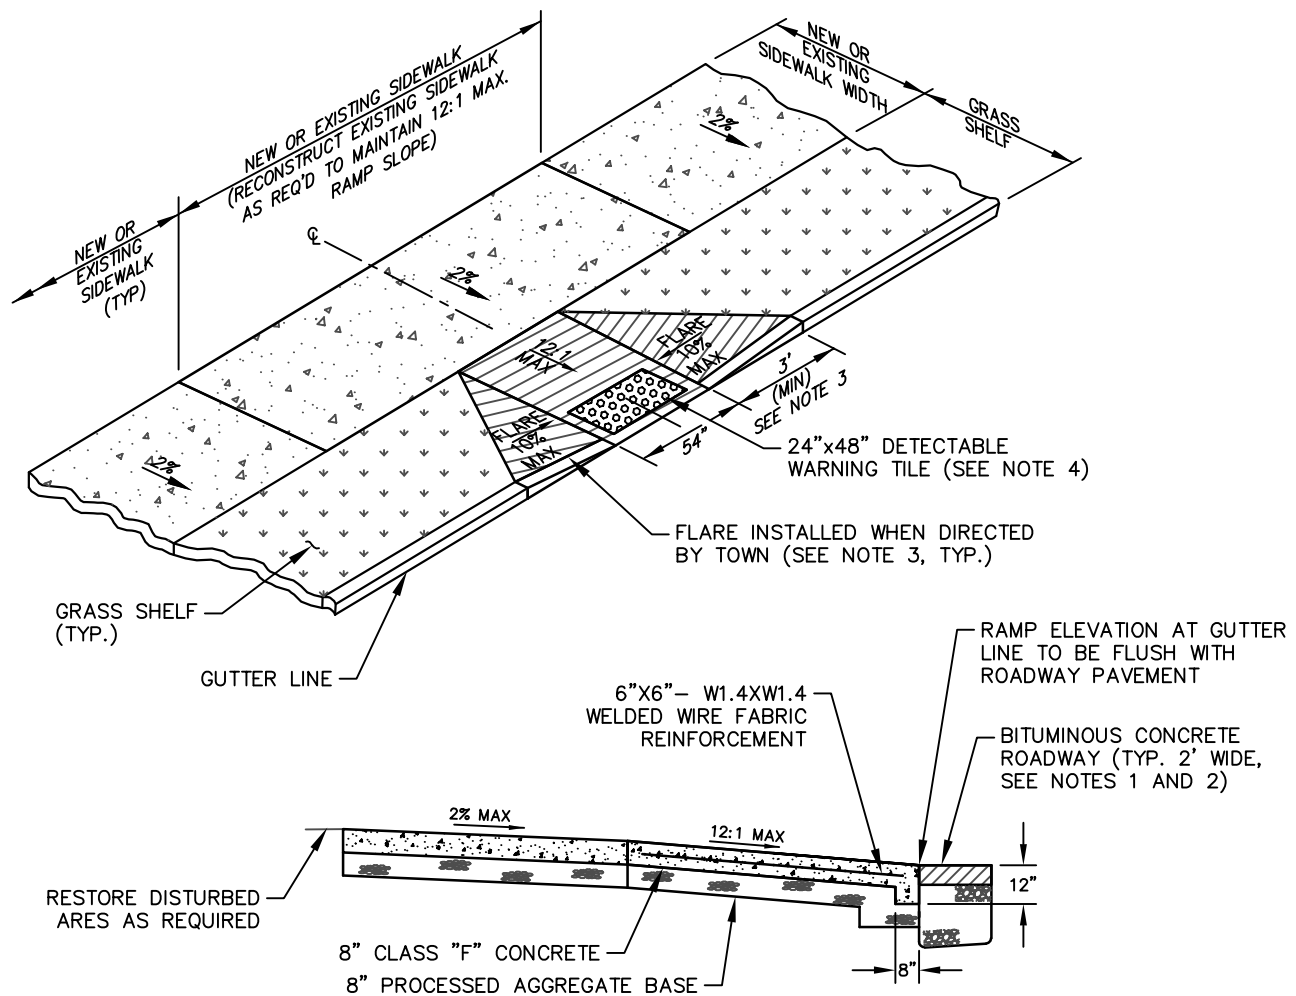 NEW OR EXISTING SIDEWALK
(RECONSTRUCT EXISTING SIDEWALK
AS REQ'D TO MAINTAIN 12:1 MAX.
RAMP SLOPE)
NEW OR
EXISTING
SIDEWALK WIDTH
GRASS
SHELF
NEW OR
EXISTING
SIDEWALK
(TYP)
℄
2%
2%
2%
12:1
MAX
FLARE
10%
MAX
FLARE
10%
MAX
3'
(MIN)
SEE NOTE 3
54"
24"x48" DETECTABLE
WARNING TILE (SEE NOTE 4)
FLARE INSTALLED WHEN DIRECTED
BY TOWN (SEE NOTE 3, TYP.)
GRASS SHELF
(TYP.)
GUTTER LINE
RAMP ELEVATION AT GUTTER
LINE TO BE FLUSH WITH
ROADWAY PAVEMENT
6"X6"– W1.4XW1.4
WELDED WIRE FABRIC
REINFORCEMENT
BITUMINOUS CONCRETE
ROADWAY (TYP. 2' WIDE,
SEE NOTES 1 AND 2)
2% MAX
12:1 MAX
12"
8"
RESTORE DISTURBED
ARES AS REQUIRED
8" CLASS "F" CONCRETE
8" PROCESSED AGGREGATE BASE